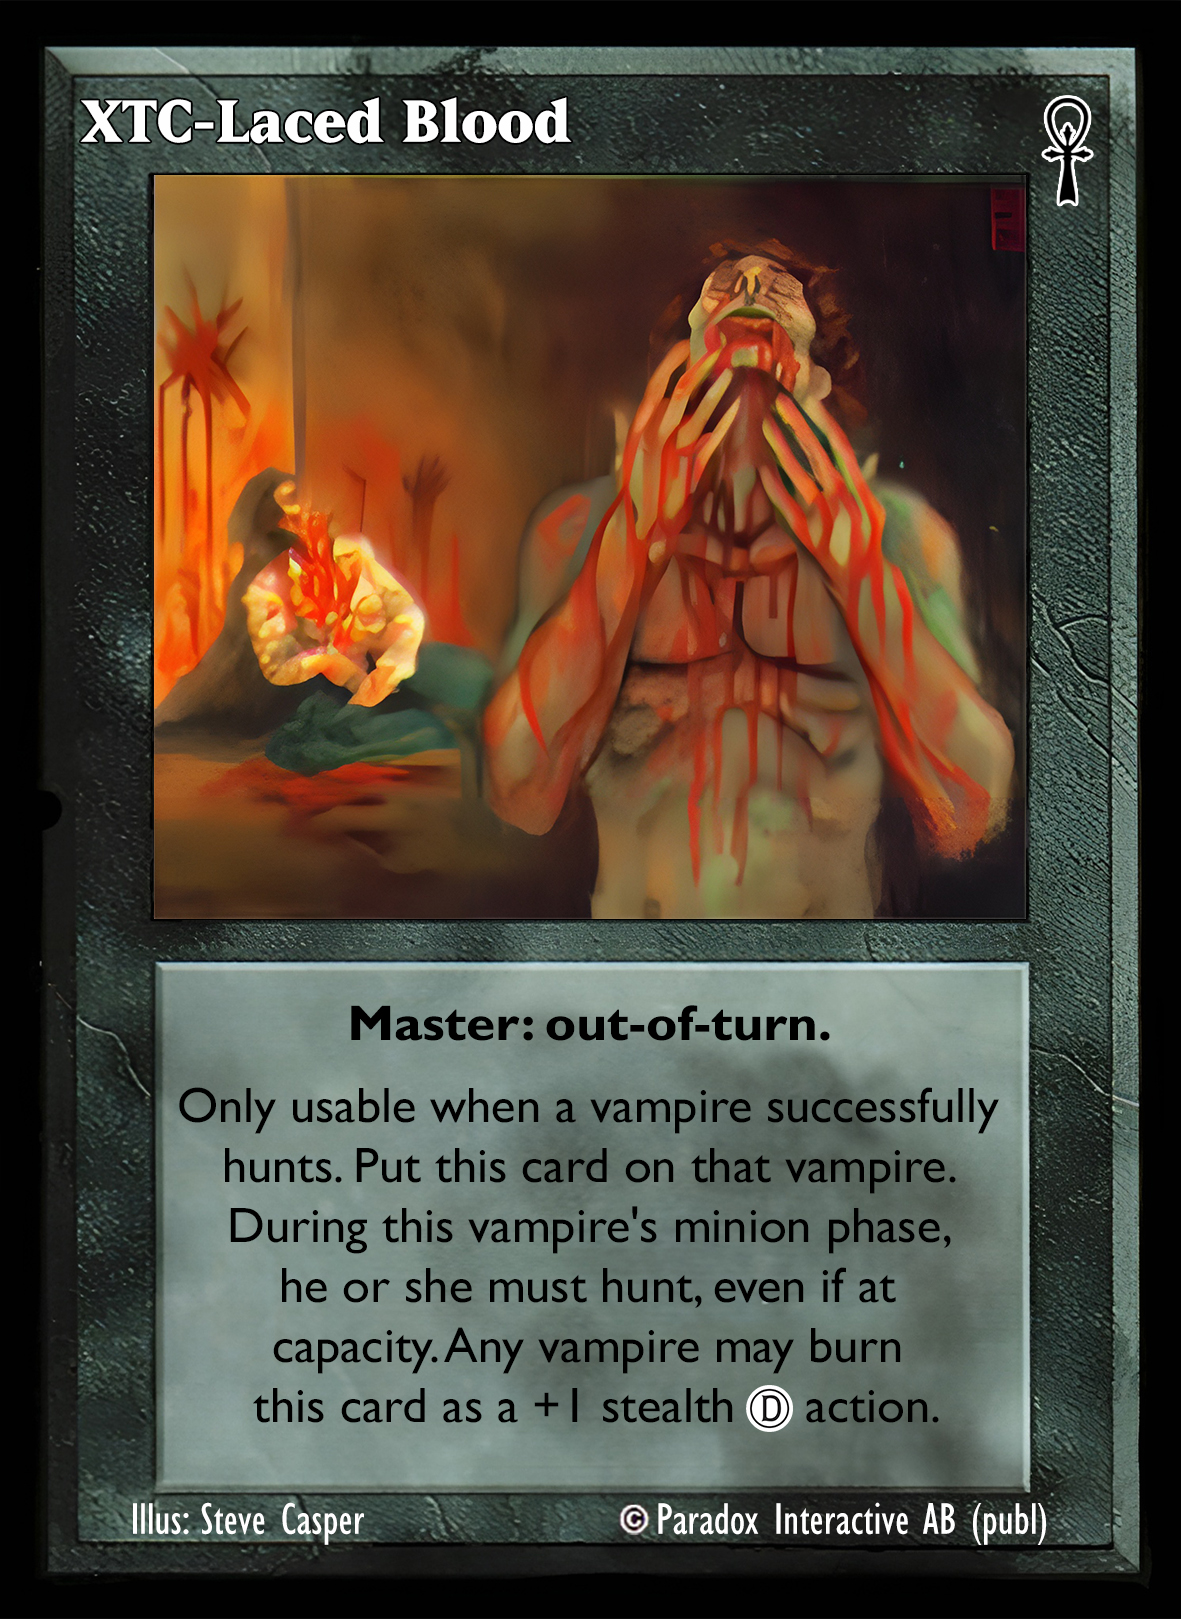 XTC-Laced Blood
Master: out-of-turn.
Only usable when a vampire successfully
hunts. Put this card on that vampire.
During this vampire's minion phase,
he or she must hunt, even if at
capacity. Any vampire may burn
this card as a +1 stealth Ⓓ action.
Illus: Steve Casper
© Paradox Interactive AB (publ)